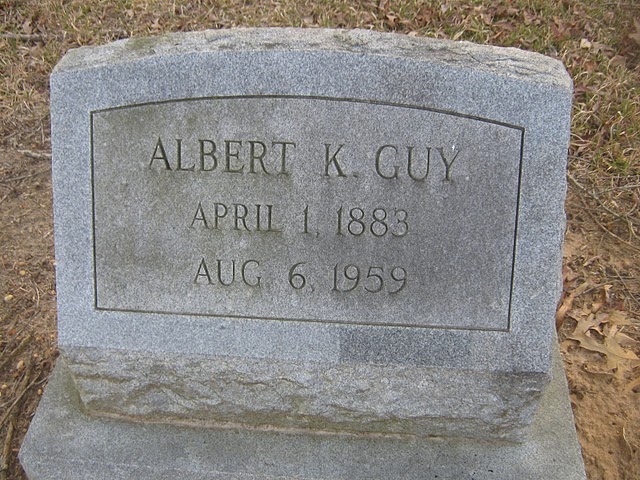 ALBERT K. GUY
APRIL 1, 1883
AUG. 6, 1959